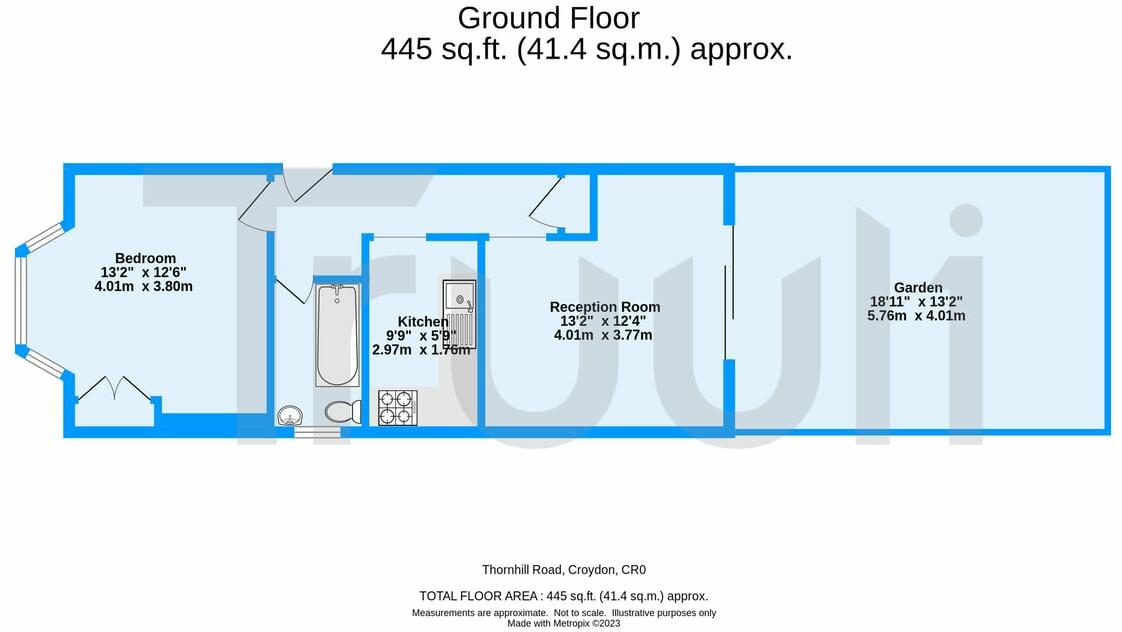 Ground Floor
445 sq.ft. (41.4 sq.m.) approx.
Truuli
Bedroom
13'2" x 12'6"
4.01m x 3.80m
Kitchen
9'9" x 5'9"
2.97m x 1.76m
Reception Room
13'2" x 12'4"
4.01m x 3.77m
Garden
18'11" x 13'2"
5.76m x 4.01m
Thornhill Road, Croydon, CR0
TOTAL FLOOR AREA : 445 sq.ft. (41.4 sq.m.) approx.
Measurements are approximate. Not to scale. Illustrative purposes only
Made with Metropix ©2023